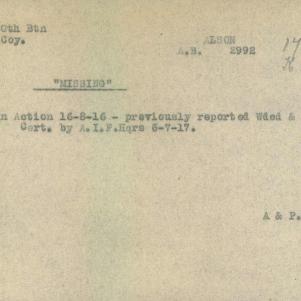 0th Btn
Coy.
ALSON
A.B. 2992
"MISSING"
n Action 16-8-16 - previously reported Wded &
Cert. by A.I.F.Hqrs 6-7-17.
A & P.